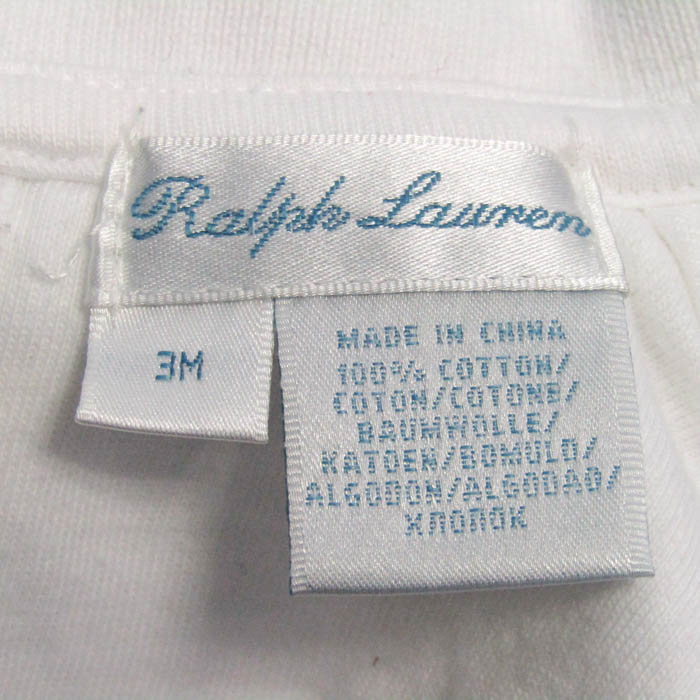 Ralph Lauren
3M
MADE IN CHINA
100% COTTON/
COTON/COTONE/
BAUMWOLLE/
KATOEN/BOMULD/
ALGODON/ALGODAO/
ХЛОПОК